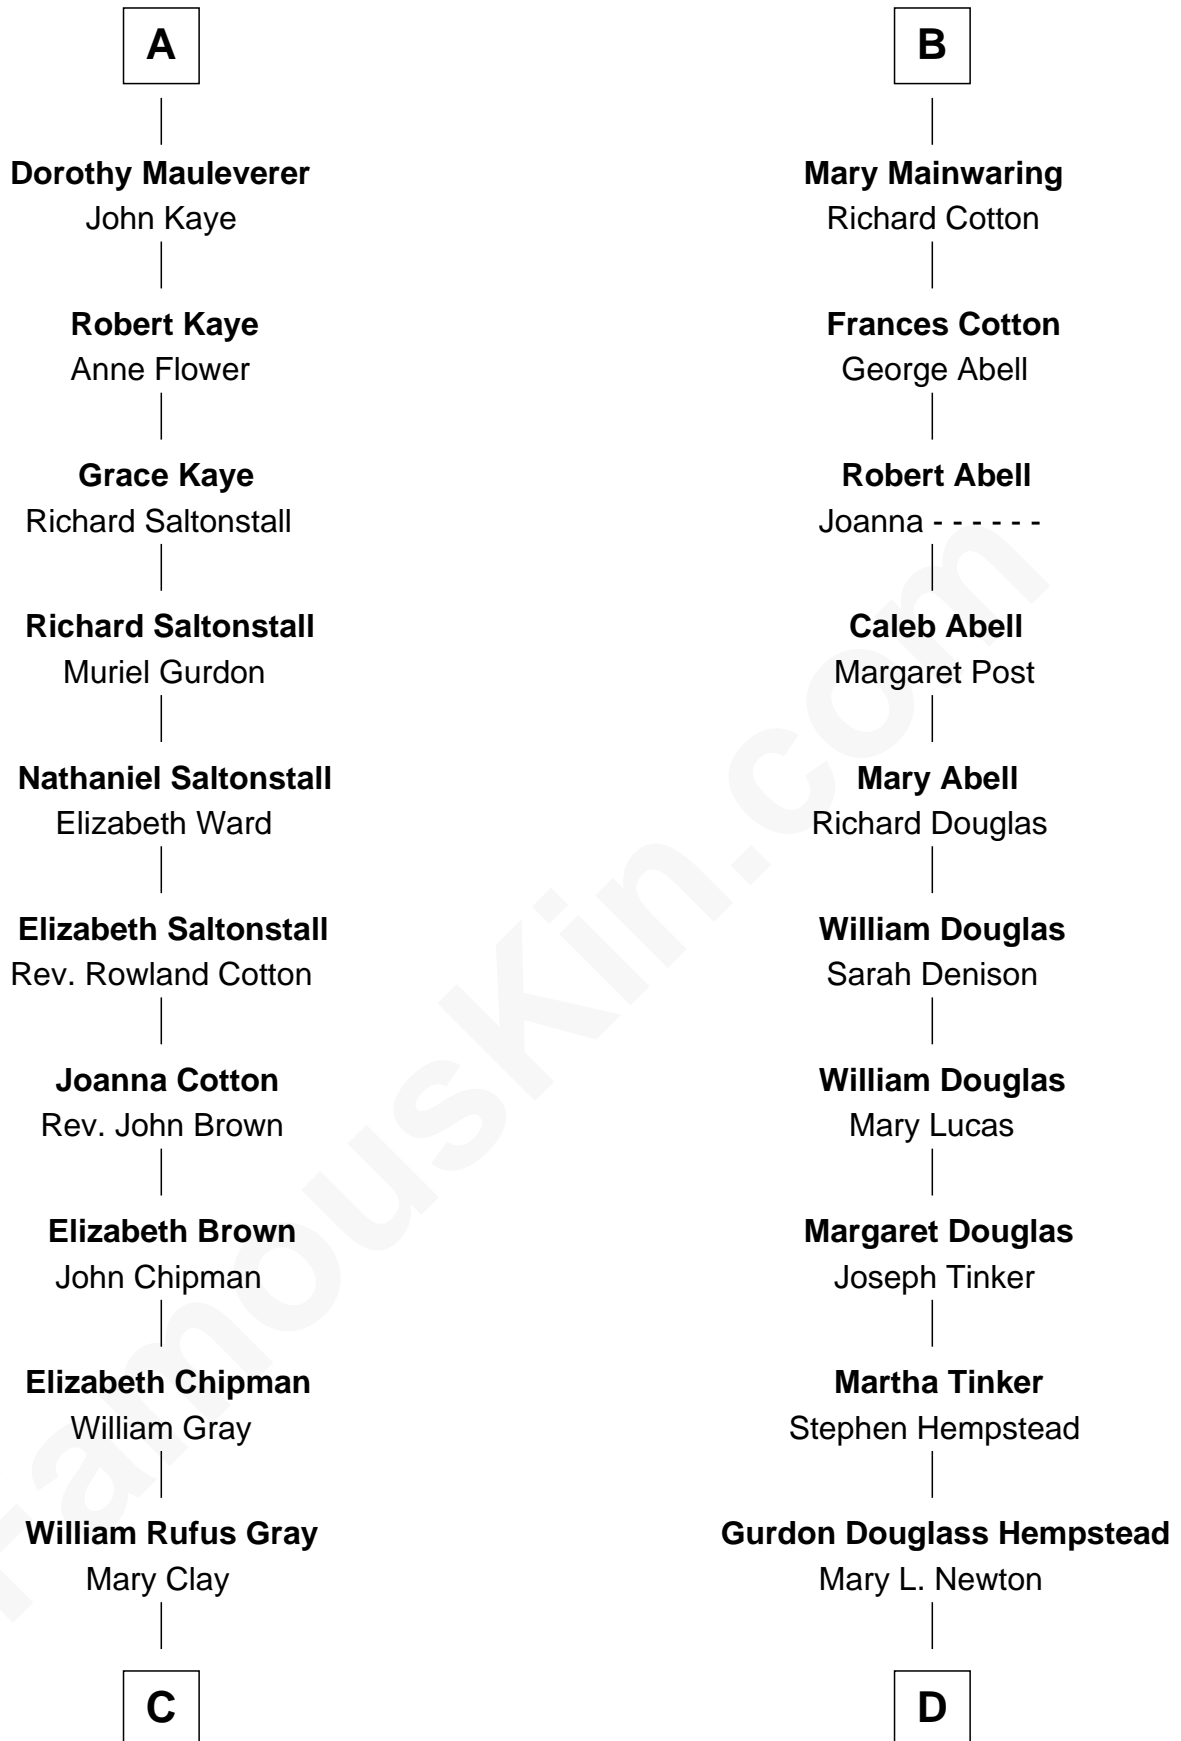 A
Dorothy Mauleverer
John Kaye
Robert Kaye
Anne Flower
Grace Kaye
Richard Saltonstall
Richard Saltonstall
Muriel Gurdon
Nathaniel Saltonstall
Elizabeth Ward
Elizabeth Saltonstall
Rev. Rowland Cotton
Joanna Cotton
Rev. John Brown
Elizabeth Brown
John Chipman
Elizabeth Chipman
William Gray
William Rufus Gray
Mary Clay
C
B
Mary Mainwaring
Richard Cotton
Frances Cotton
George Abell
Robert Abell
Joanna - - - - - -
Caleb Abell
Margaret Post
Mary Abell
Richard Douglas
William Douglas
Sarah Denison
William Douglas
Mary Lucas
Margaret Douglas
Joseph Tinker
Martha Tinker
Stephen Hempstead
Gurdon Douglass Hempstead
Mary L. Newton
D
FamousKin.com